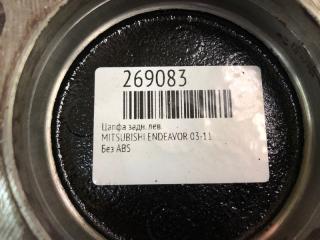 269083
Цапфа задн. лев.
MITSUBISHI ENDEAVOR 03-11
Без ABS